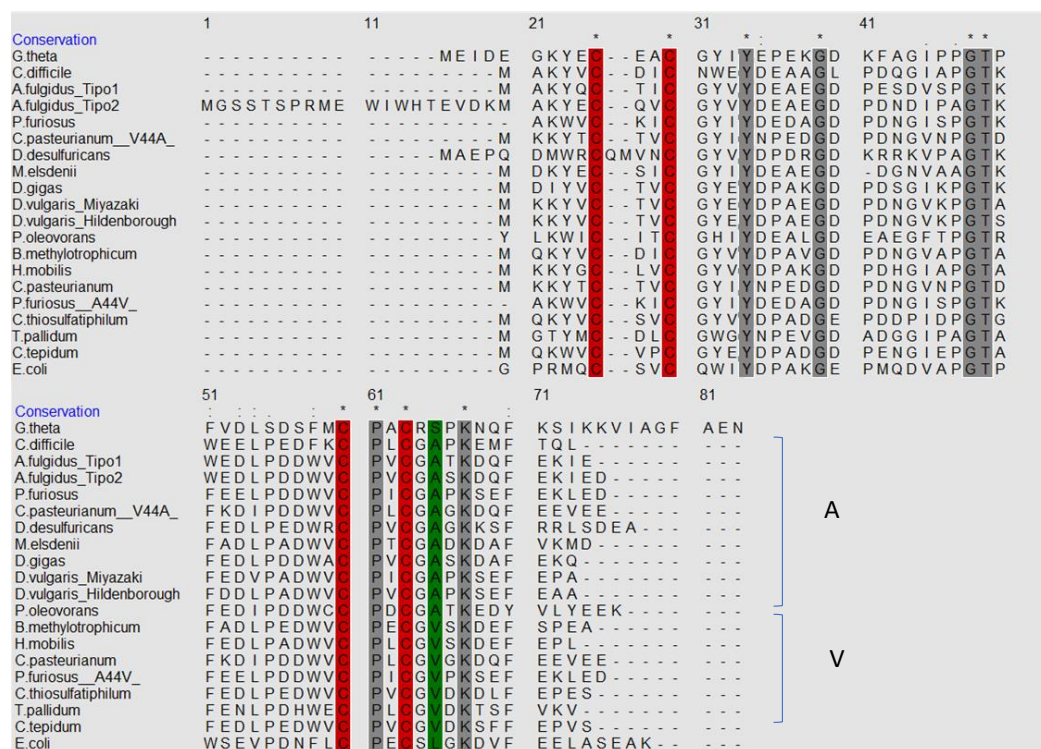 1 11 21 31 41
Conservation * * * : * . . * *
G.theta - - - - - - - - - - - - - - - M E I D E G K Y E C - - E A C G Y I Y E P E K G D K F A G I P P G T P
C.difficile - - - - - - - - - - - - - - - - - - - M A K Y V C - - D I C N W E Y D E A A G L P D Q G I A P G T K
A.fulgidus_Tipo1 - - - - - - - - - - - - - - - - - - - M A K Y Q C - - T I C G Y V Y D E A E G E P E S D V S P G T K
A.fulgidus_Tipo2 M G S S T S P R M E W I W H T E V D K M A K Y E C - - Q V C G Y V Y D E A E G D P D N D I P A G T K
P.furiosus - - - - - - - - - - - - - - - - - - - - A K W V C - - K I C G Y I Y D E D A G D P D N G I S P G T K
C.pasteurianum__V44A_ - - - - - - - - - - - - - - - - - - - M K K Y T C - - T V C G Y I Y N P E D G D P D N G V N P G T D
D.desulfuricans - - - - - - - - - - - - - - - M A E P Q D M W R C Q M V N C G Y V Y D P D R G D K R R K V P A G T K
M.elsdenii - - - - - - - - - - - - - - - - - - - M D K Y E C - - S I C G Y I Y D E A E G D - D G N V A A G T K
D.gigas - - - - - - - - - - - - - - - - - - - M D I Y V C - - T V C G Y E Y D P A K G D P D S G I K P G T K
D.vulgaris_Miyazaki - - - - - - - - - - - - - - - - - - - M K K Y V C - - T V C G Y E Y D P A E G D P D N G V K P G T A
D.vulgaris_Hildenborough - - - - - - - - - - - - - - - - - - - M K K Y V C - - T V C G Y E Y D P A E G D P D N G V K P G T S
P.oleovorans - - - - - - - - - - - - - - - - - - - Y L K W I C - - I T C G H I Y D E A L G D E A E G F T P G T R
B.methylotrophicum - - - - - - - - - - - - - - - - - - - M Q K Y V C - - D I C G Y V Y D P A V G D P D N G V A P G T A
H.mobilis - - - - - - - - - - - - - - - - - - - M K K Y G C - - L V C G Y V Y D P A K G D P D H G I A P G T A
C.pasteurianum - - - - - - - - - - - - - - - - - - - M K K Y T C - - T V C G Y I Y N P E D G D P D N G V N P G T D
P.furiosus__A44V_ - - - - - - - - - - - - - - - - - - - - A K W V C - - K I C G Y I Y D E D A G D P D N G I S P G T K
C.thiosulfatiphilum - - - - - - - - - - - - - - - - - - - M Q K Y V C - - S V C G Y V Y D P A D G E P D D P I D P G T G
T.pallidum - - - - - - - - - - - - - - - - - - - M G T Y M C - - D L C G W G Y N P E V G D A D G G I P A G T A
C.tepidum - - - - - - - - - - - - - - - - - - - M Q K W V C - - V P C G Y E Y D P A D G D P E N G I E P G T A
E.coli - - - - - - - - - - - - - - - - - - - G P R M Q C - - S V C Q W I Y D P A K G E P M Q D V A P G T P
51 61 71 81
Conservation : : . . : * * * * :
G.theta F V D L S D S F M C P A C R S P K N Q F K S I K K V I A G F A E N
C.difficile W E E L P E D F K C P L C G A P K E M F T Q L - - - - - - - - - -
A.fulgidus_Tipo1 W E D L P D D W V C P V C G A T K D Q F E K I E - - - - - - - - -
A.fulgidus_Tipo2 W E D L P D D W V C P V C G A S K D Q F E K I E D - - - - - - - -
P.furiosus F E E L P D D W V C P I C G A P K S E F E K L E D - - - - - - - -
C.pasteurianum__V44A_ F K D I P D D W V C P L C G A G K D Q F E E V E E - - - - - - - -
D.desulfuricans F E D L P E D W R C P V C G A G K K S F R R L S D E A - - - - - -
M.elsdenii F A D L P A D W V C P T C G A D K D A F V K M D - - - - - - - - -
D.gigas F E D L P D D W A C P V C G A S K D A F E K Q - - - - - - - - - -
D.vulgaris_Miyazaki F E D V P A D W V C P I C G A P K S E F E P A - - - - - - - - - -
D.vulgaris_Hildenborough F D D L P A D W V C P V C G A P K S E F E A A - - - - - - - - - -
P.oleovorans F E D I P D D W C C P D C G A T K E D Y V L Y E E K - - - - - - -
B.methylotrophicum F A D L P E D W V C P E C G V S K D E F S P E A - - - - - - - - -
H.mobilis F E D L P A D W V C P L C G V S K D E F E P L - - - - - - - - - -
C.pasteurianum F K D I P D D W V C P L C G V G K D Q F E E V E E - - - - - - - -
P.furiosus__A44V_ F E E L P D D W V C P I C G V P K S E F E K L E D - - - - - - - -
C.thiosulfatiphilum F E D L P E D W V C P V C G V D K D L F E P E S - - - - - - - - -
T.pallidum F E N L P D H W E C P L C G V D K T S F V K V - - - - - - - - - -
C.tepidum F E D L P E D W V C P V C G V D K S F F E P V S - - - - - - - - -
E.coli W S E V P D N F L C P E C S L G K D V F E E L A S E A K - - - - -
A
V